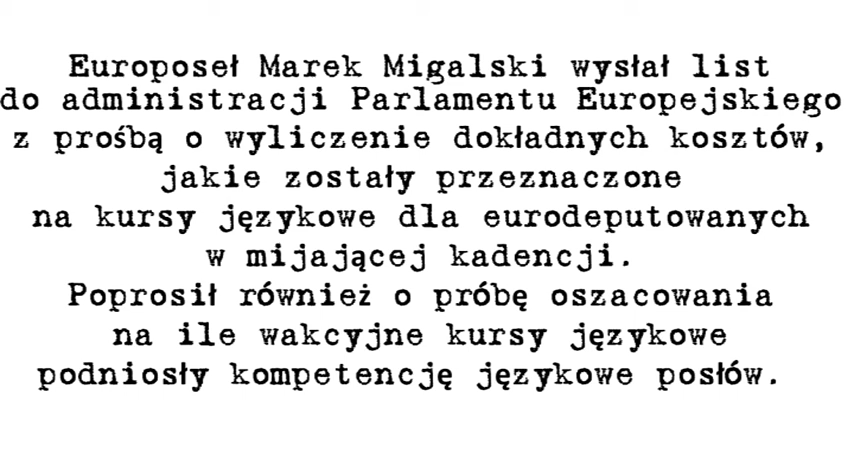 Europoseł Marek Migalski wysłał list
do administracji Parlamentu Europejskiego
z prośbą o wyliczenie dokładnych kosztów,
jakie zostały przeznaczone
na kursy językowe dla eurodeputowanych
w mijającej kadencji.
Poprosił również o próbę oszacowania
na ile wakcyjne kursy językowe
podniosły kompetencję językowe posłów.